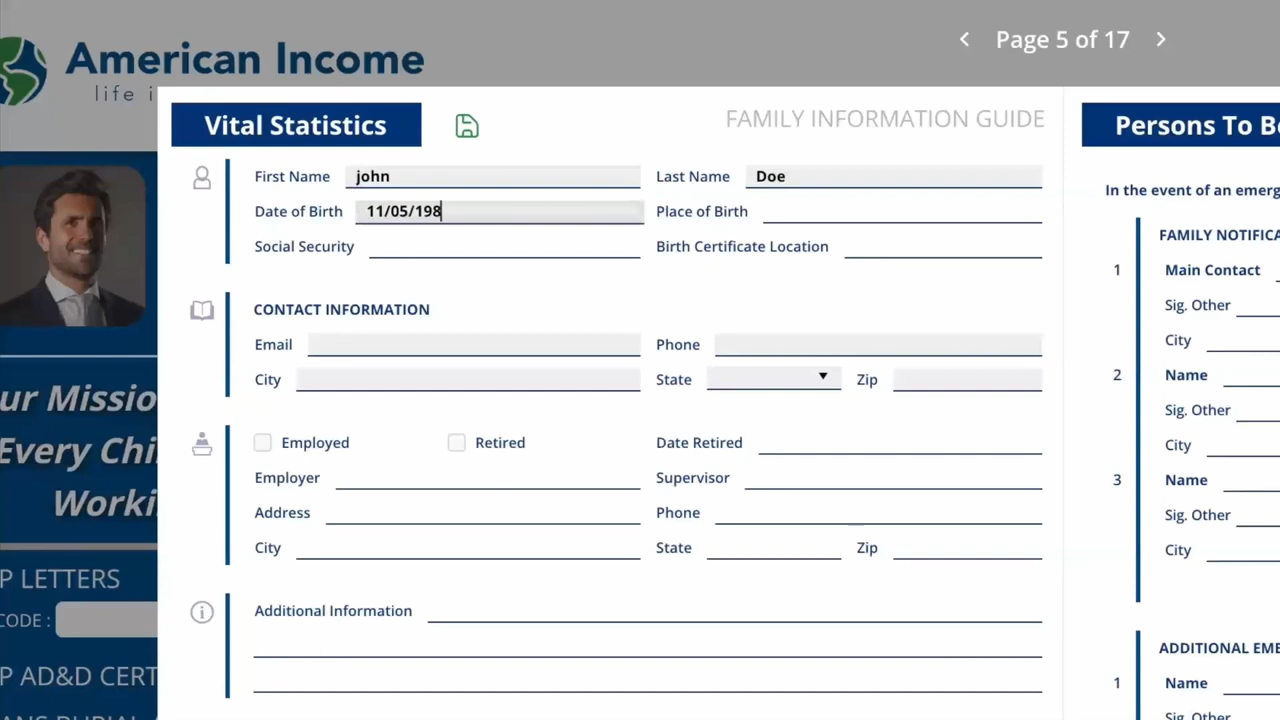 American Income
life i
Page 5 of 17
Vital Statistics
FAMILY INFORMATION GUIDE
First Name john
Last Name Doe
Date of Birth 11/05/198
Place of Birth
Social Security
Birth Certificate Location
CONTACT INFORMATION
Email
Phone
City
State
Zip
Employed
Retired
Date Retired
Employer
Supervisor
Address
Phone
City
State
Zip
Additional Information
Persons To B
In the event of an emerg
FAMILY NOTIFICA
1 Main Contact
Sig. Other
City
2 Name
Sig. Other
City
3 Name
Sig. Other
City
ADDITIONAL EME
1 Name
Sig. Other
ur Missio
Every Chi
Worki
P LETTERS
CODE :
P AD&D CERT